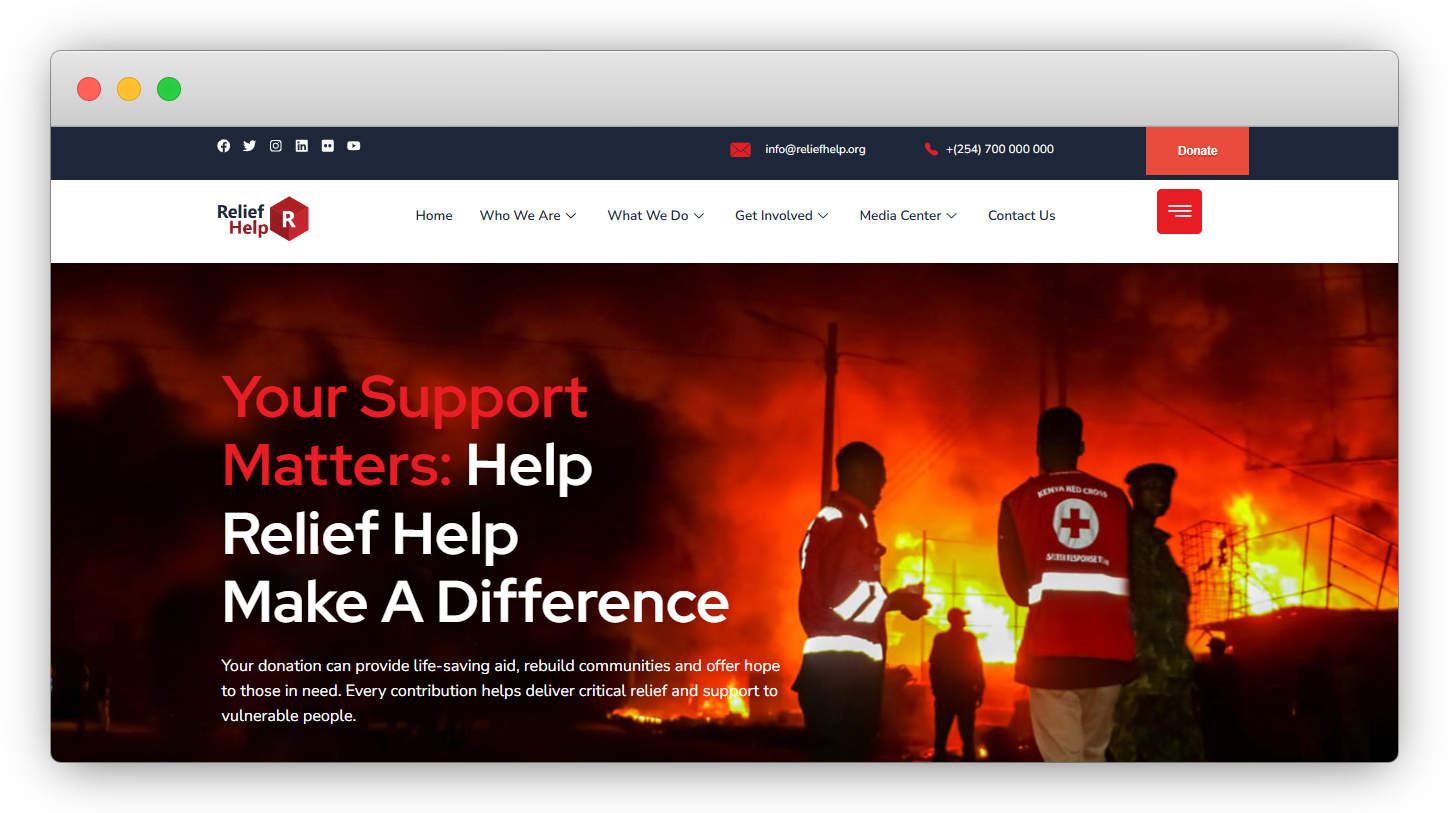 info@reliefhelp.org
+(254) 700 000 000
Donate
Relief
Help
R
Home
Who We Are
What We Do
Get Involved
Media Center
Contact Us
Your Support
Matters: Help
Relief Help
Make A Difference
KENYA RED CROSS
Your donation can provide life-saving aid, rebuild communities and offer hope
to those in need. Every contribution helps deliver critical relief and support to
vulnerable people.